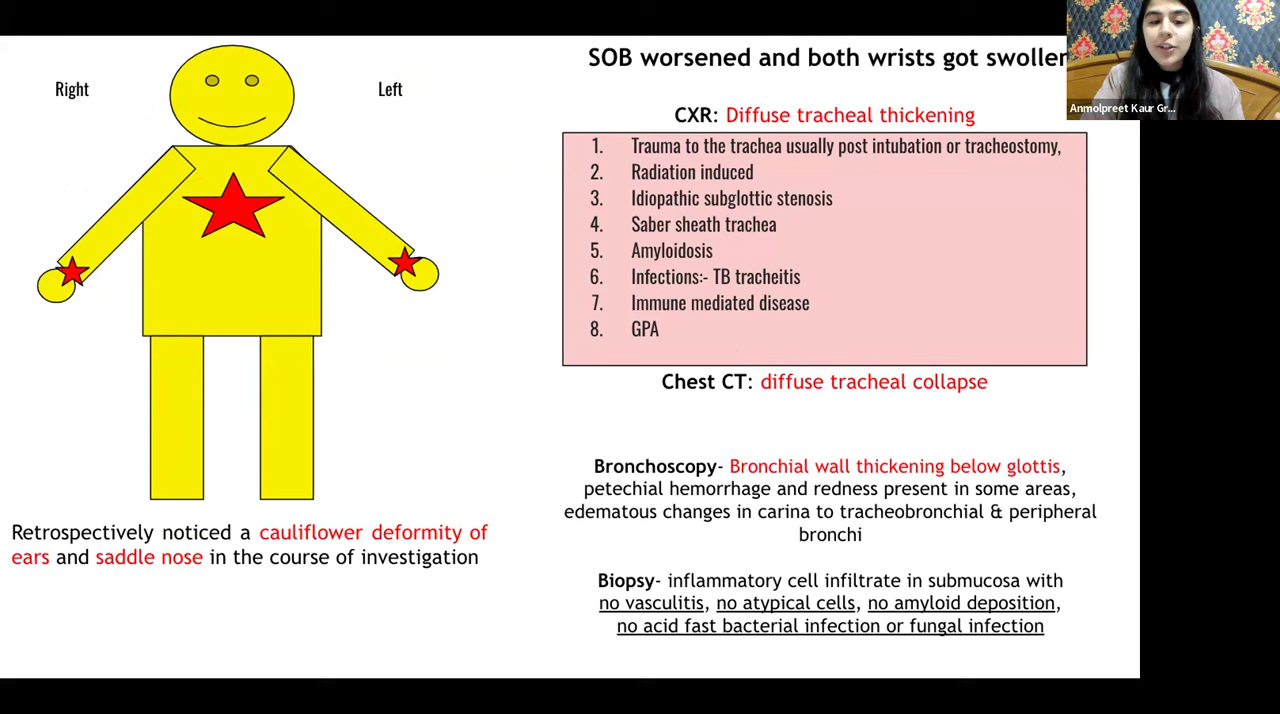 Right
Left
SOB worsened and both wrists got swollen
CXR: Diffuse tracheal thickening
1. Trauma to the trachea usually post intubation or tracheostomy,
2. Radiation induced
3. Idiopathic subglottic stenosis
4. Saber sheath trachea
5. Amyloidosis
6. Infections:- TB tracheitis
7. Immune mediated disease
8. GPA
Chest CT: diffuse tracheal collapse
Bronchoscopy- Bronchial wall thickening below glottis,
petechial hemorrhage and redness present in some areas,
edematous changes in carina to tracheobronchial & peripheral
bronchi
Biopsy- inflammatory cell infiltrate in submucosa with
no vasculitis, no atypical cells, no amyloid deposition,
no acid fast bacterial infection or fungal infection
Retrospectively noticed a cauliflower deformity of
ears and saddle nose in the course of investigation
Anmolpreet Kaur Gr...